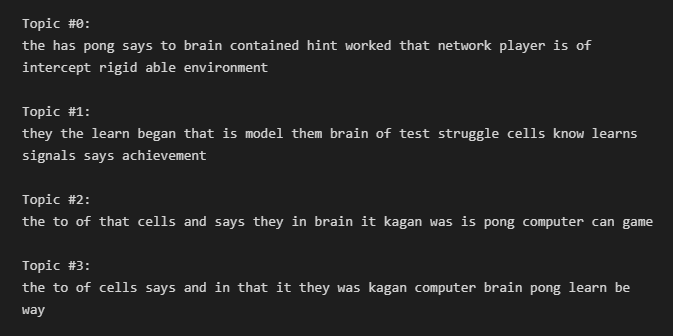 Topic #0:
the has pong says to brain contained hint worked that network player is of
intercept rigid able environment
Topic #1:
they the learn began that is model them brain of test struggle cells know learns
signals says achievement
Topic #2:
the to of that cells and says they in brain it kagan was is pong computer can game
Topic #3:
the to of cells says and in that it they was kagan computer brain pong learn be
way